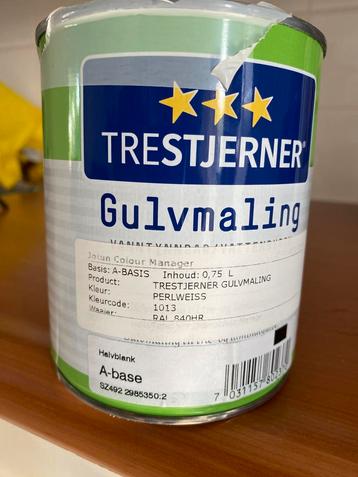 TRESTJERNER
Gulvmaling
Jotun Colour Manager
Basis: A-BASIS Inhoud: 0,75 L
Product: TRESTJERNER GULVMALING
Kleur: PERLWEISS
Kleurcode: 1013
Waaier: RAL 840HR
Halvblank
A-base
SZ492 2985350:2